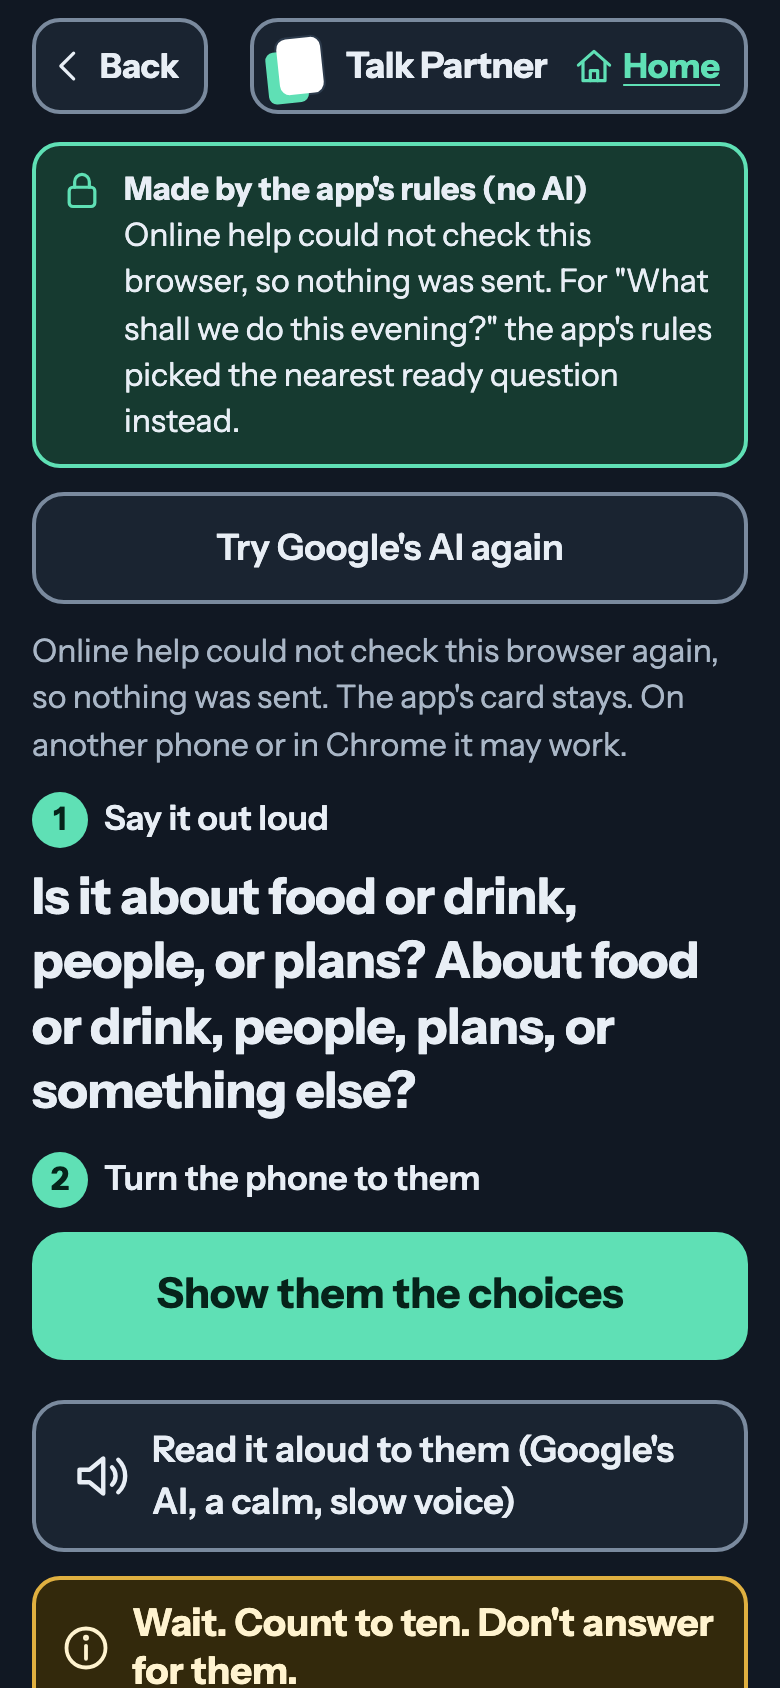 Back
Talk Partner
Home
Made by the app's rules (no AI)
Online help could not check this
browser, so nothing was sent. For "What
shall we do this evening?" the app's rules
picked the nearest ready question
instead.
Try Google's AI again
Online help could not check this browser again,
so nothing was sent. The app's card stays. On
another phone or in Chrome it may work.
1 Say it out loud
Is it about food or drink,
people, or plans? About food
or drink, people, plans, or
something else?
2 Turn the phone to them
Show them the choices
Read it aloud to them (Google's
AI, a calm, slow voice)
Wait. Count to ten. Don't answer
for them.